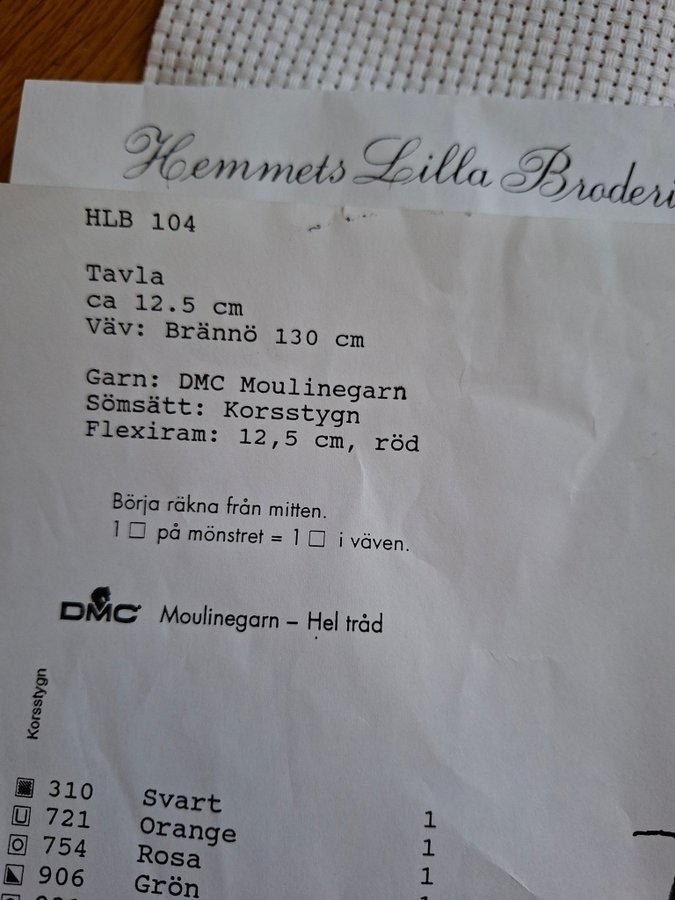 Hemmets Lilla Broderi
HLB 104
Tavla
ca 12.5 cm
Väv: Brännö 130 cm
Garn: DMC Moulinegarn
Sömsätt: Korsstygn
Flexiram: 12,5 cm, röd
Börja räkna från mitten.
1 □ på mönstret = 1 □ i väven.
DMC Moulinegarn – Hel tråd
Korsstygn
310 Svart 1
721 Orange 1
754 Rosa 1
906 Grön